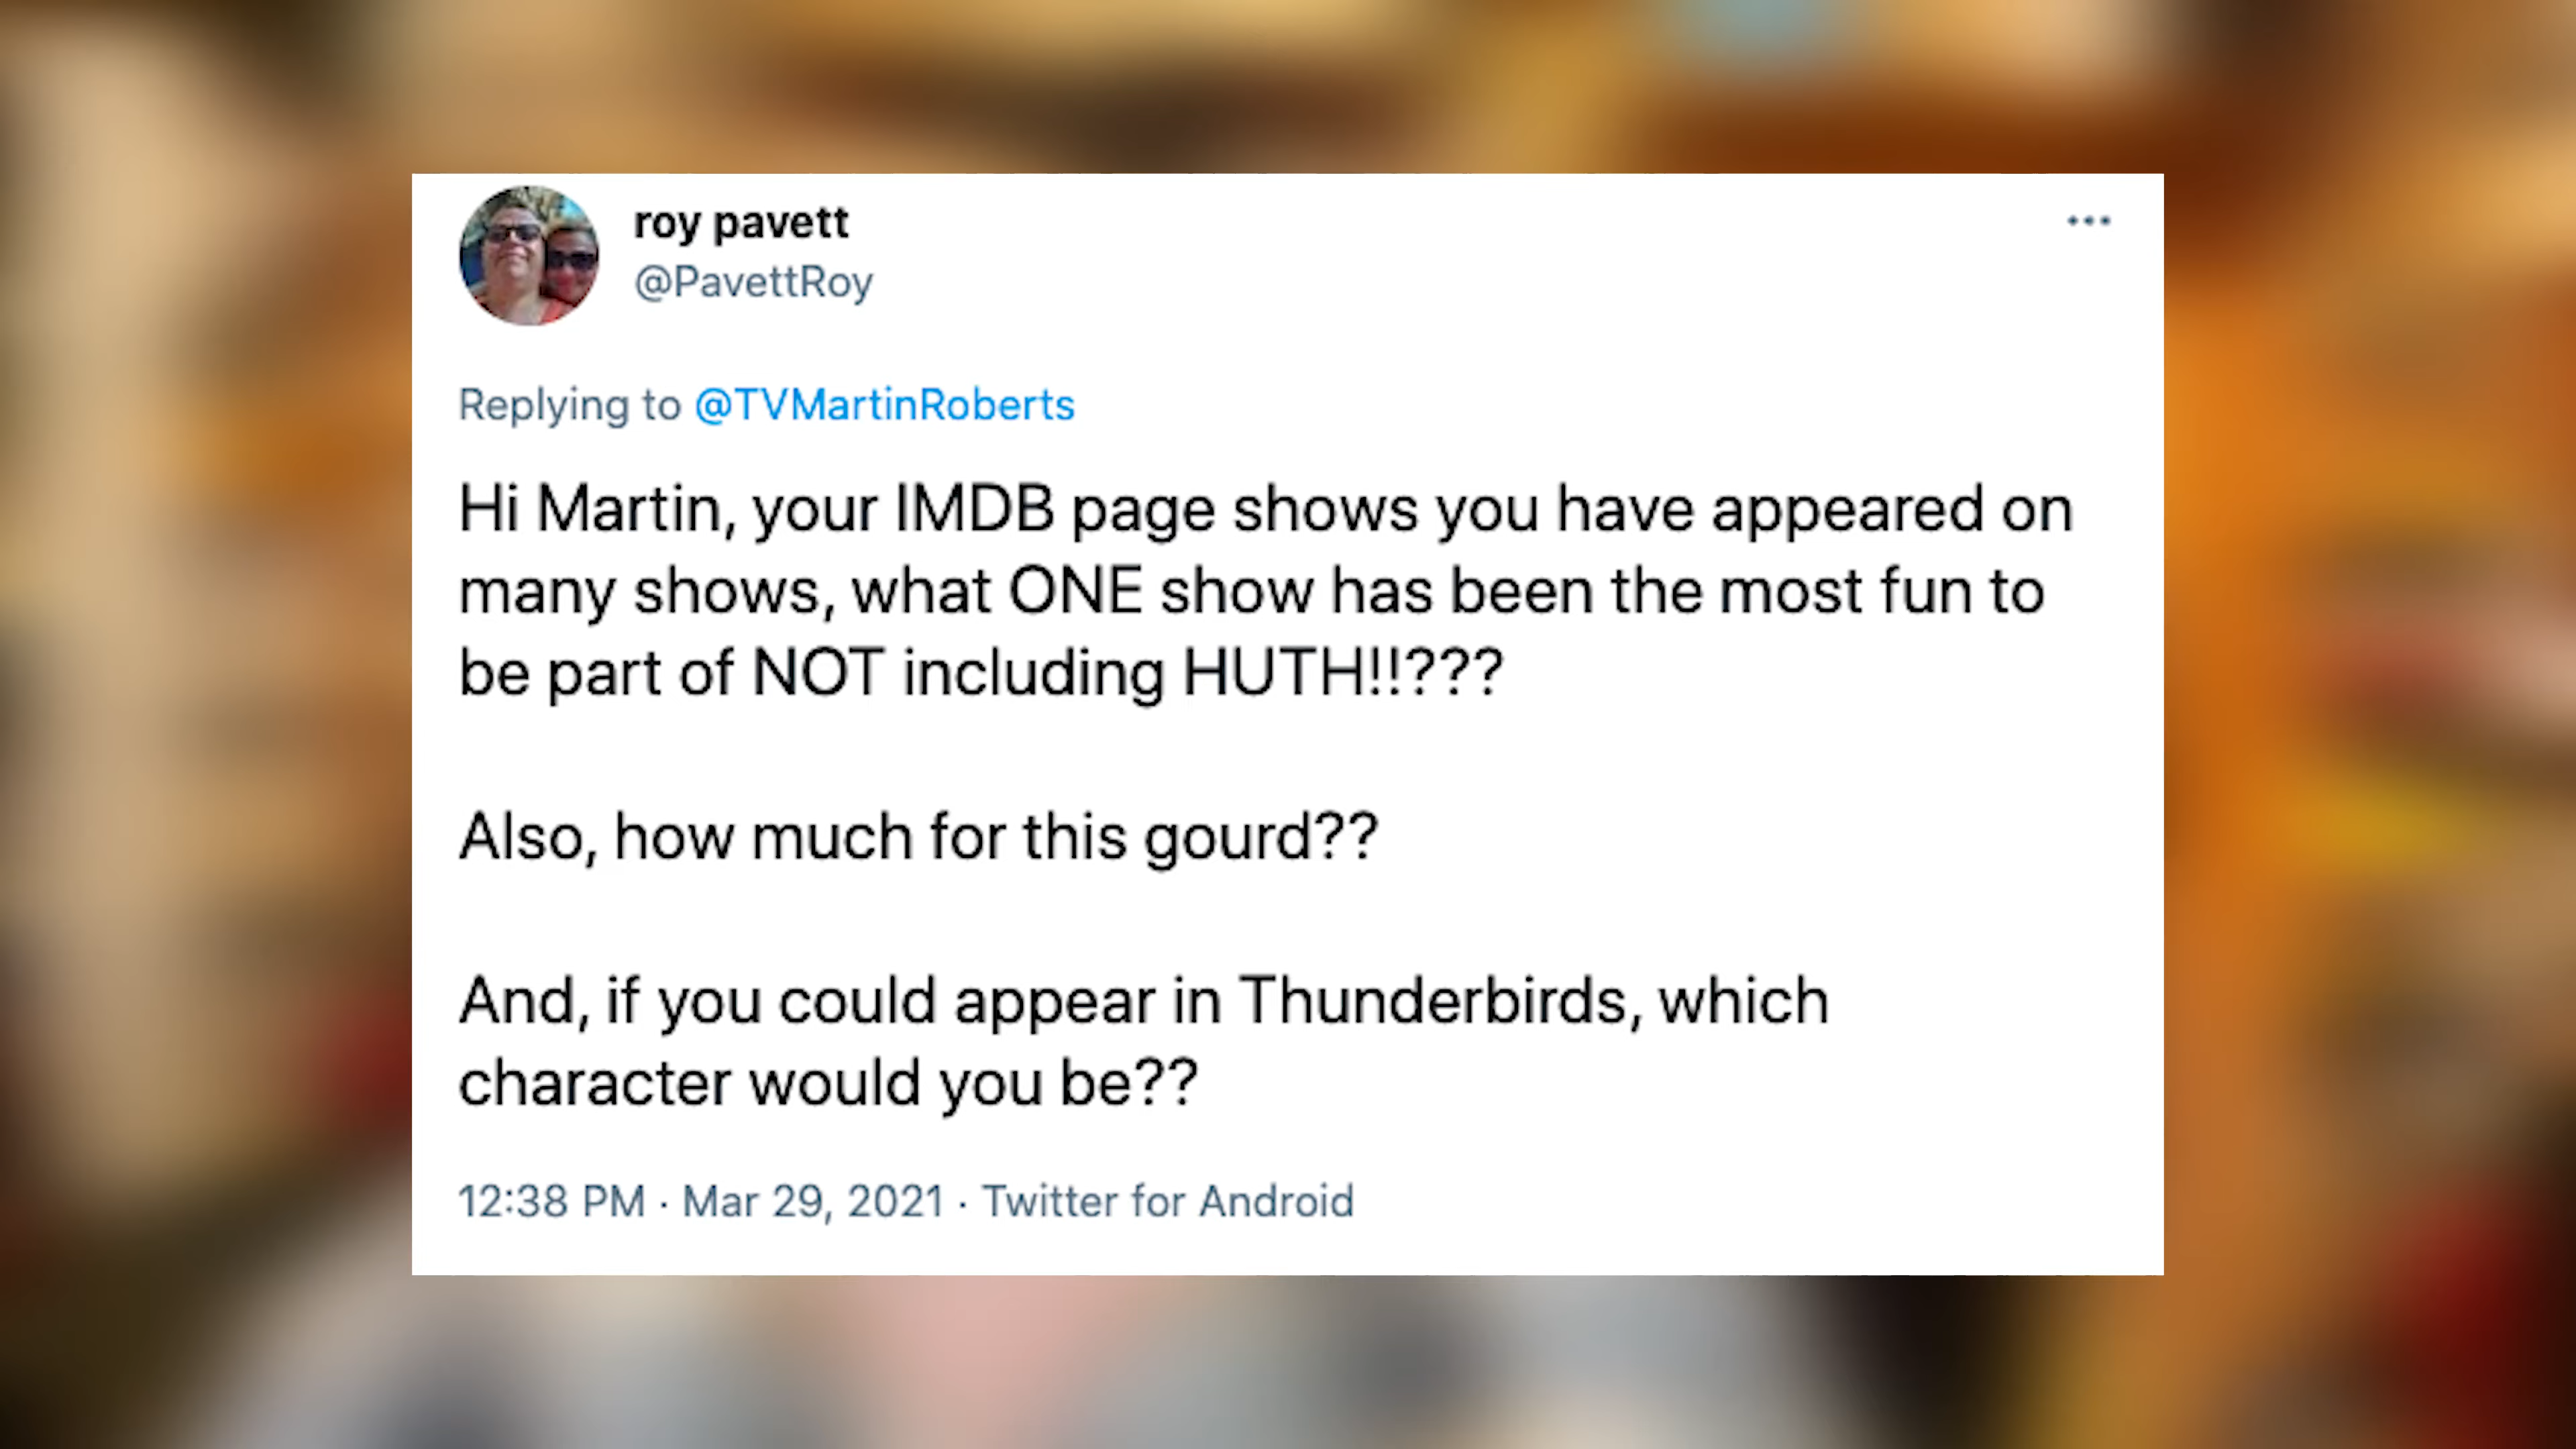 roy pavett
@PavettRoy
Replying to @TVMartinRoberts
Hi Martin, your IMDB page shows you have appeared on
many shows, what ONE show has been the most fun to
be part of NOT including HUTH!!???
Also, how much for this gourd??
And, if you could appear in Thunderbirds, which
character would you be??
12:38 PM · Mar 29, 2021 · Twitter for Android